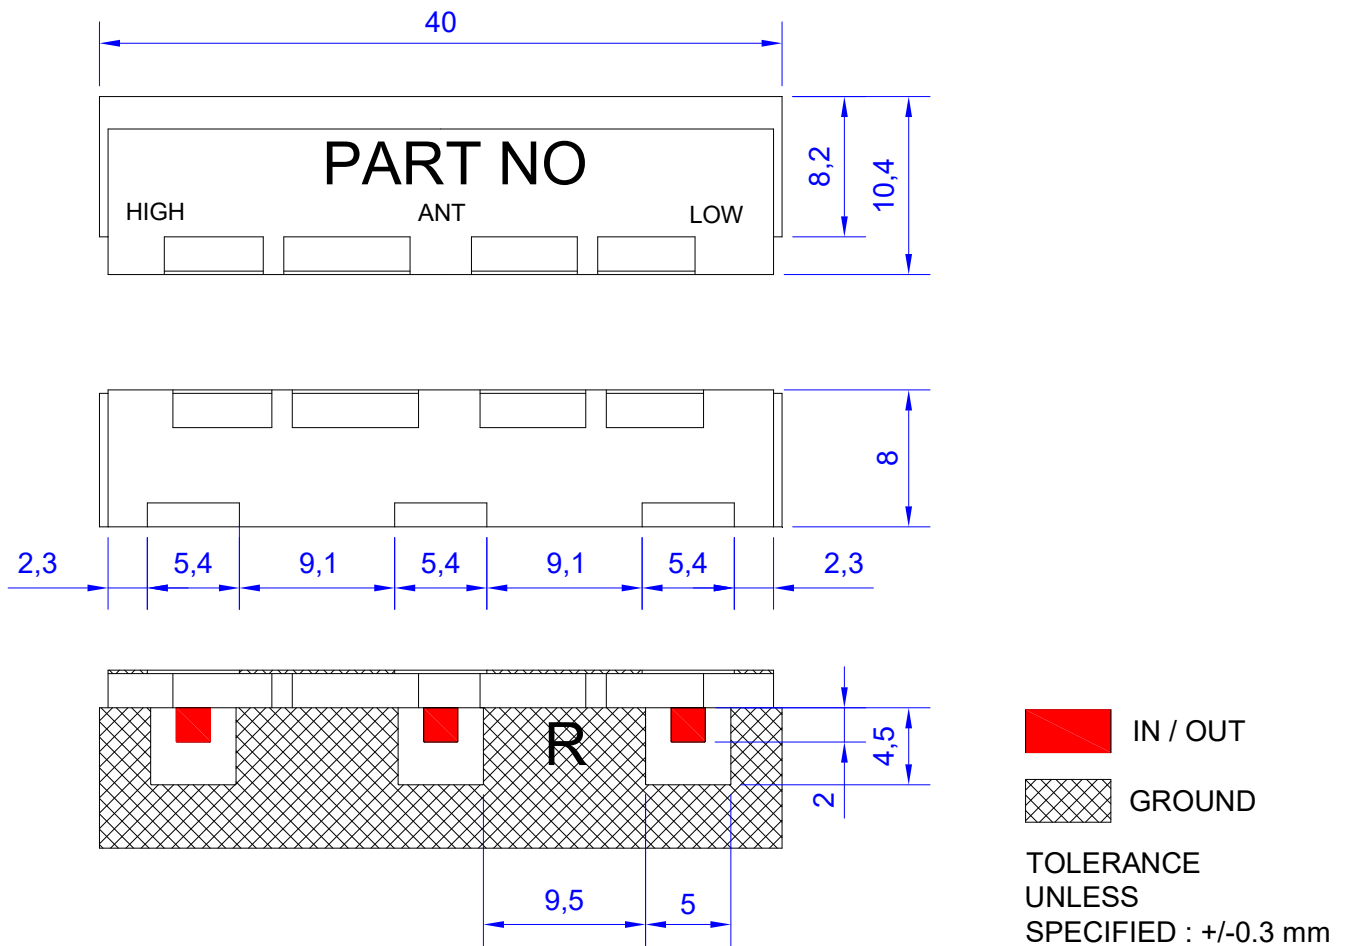 40
PART NO
HIGH ANT LOW
8,2
10,4
8
2,3 5,4 9,1 5,4 9,1 5,4 2,3
R
4,5
2
9,5 5
IN / OUT
GROUND
TOLERANCE
UNLESS
SPECIFIED : +/-0.3 mm